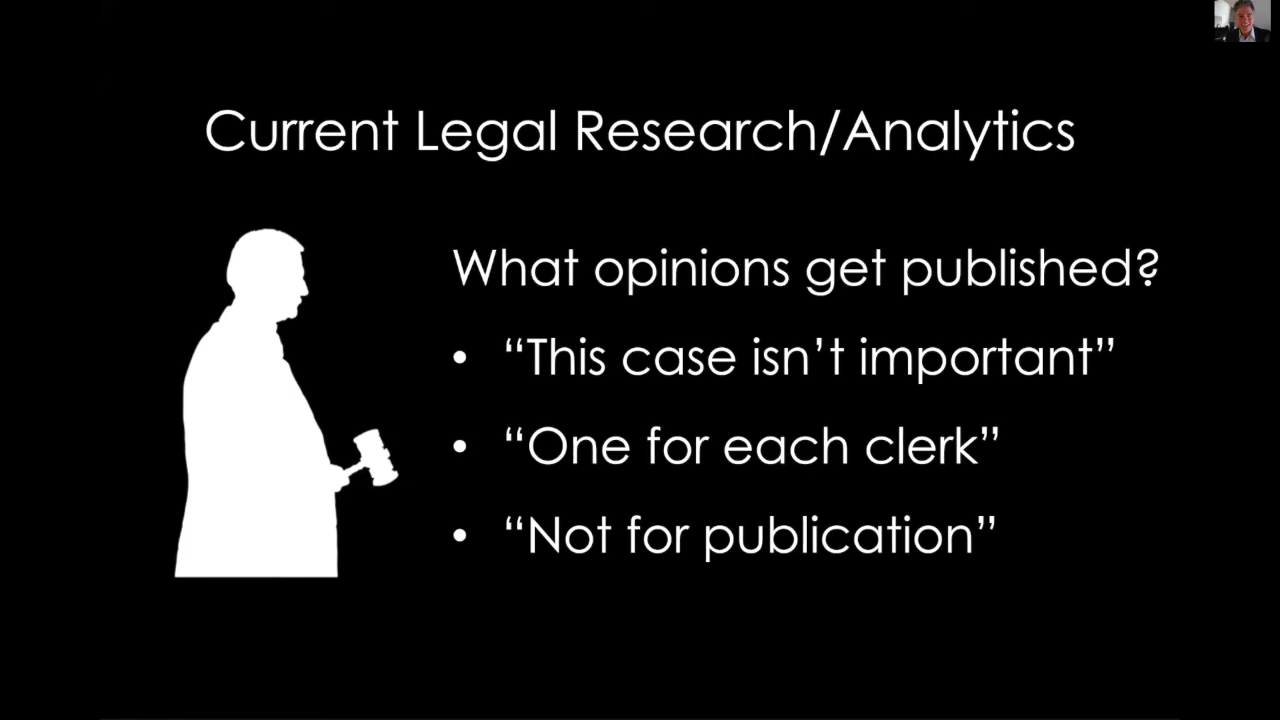 Current Legal Research/Analytics
What opinions get published?
• “This case isn’t important”
• “One for each clerk”
• “Not for publication”